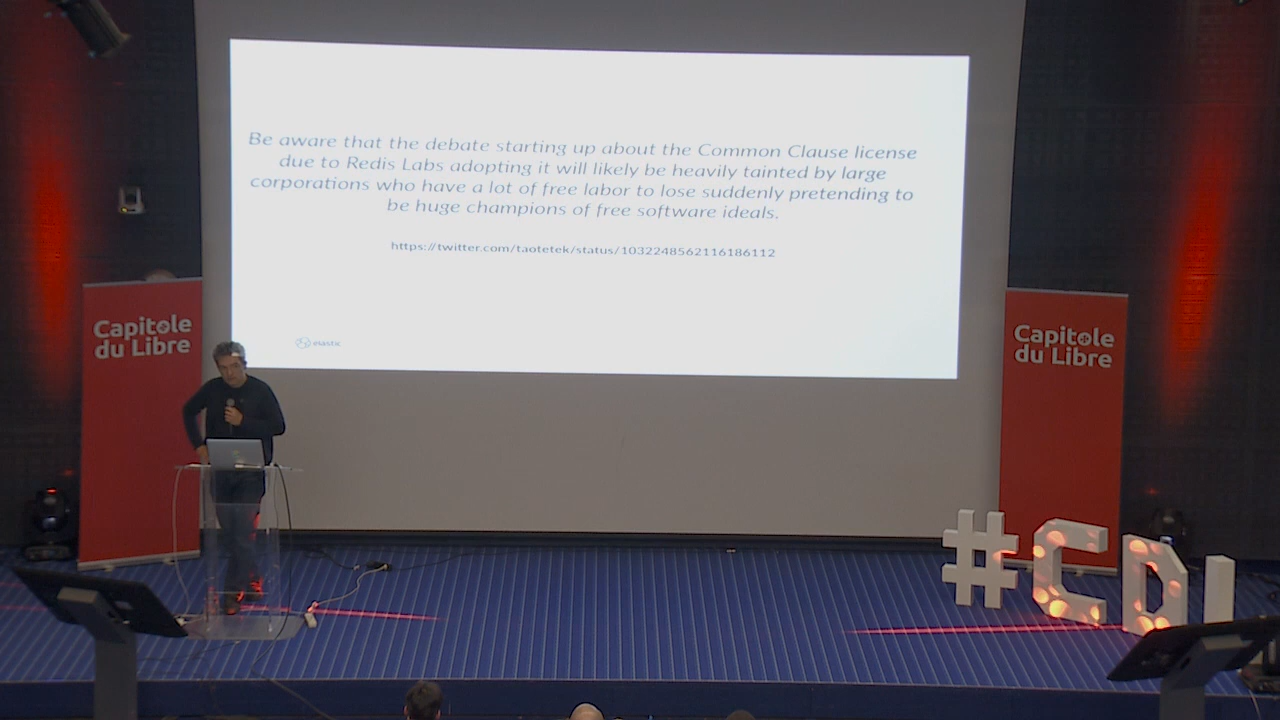 Be aware that the debate starting up about the Common Clause license
due to Redis Labs adopting it will likely be heavily tainted by large
corporations who have a lot of free labor to lose suddenly pretending to
be huge champions of free software ideals.
https://twitter.com/taotetek/status/1032248562116186112
elastic
Capitole
du Libre
Capitole
du Libre
#CDL